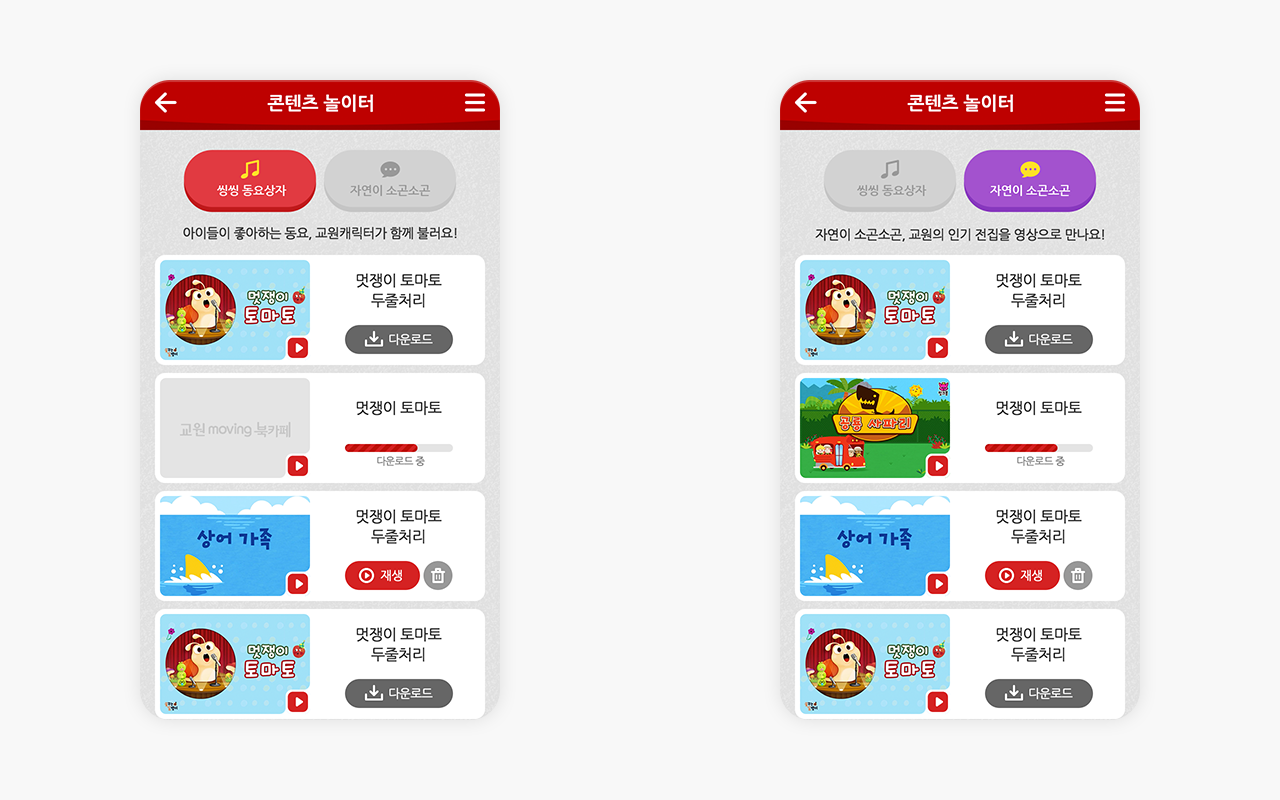 콘텐츠 놀이터
씽씽 동요상자
자연이 소곤소곤
아이들이 좋아하는 동요, 교원캐릭터가 함께 불러요!
멋쟁이
토마토
멋쟁이 토마토
두줄처리
다운로드
교원 moving 북카페
멋쟁이 토마토
다운로드 중
상어 가족
멋쟁이 토마토
두줄처리
재생
멋쟁이
토마토
멋쟁이 토마토
두줄처리
다운로드
콘텐츠 놀이터
씽씽 동요상자
자연이 소곤소곤
자연이 소곤소곤, 교원의 인기 전집을 영상으로 만나요!
멋쟁이
토마토
멋쟁이 토마토
두줄처리
다운로드
공룡 사파리
멋쟁이 토마토
다운로드 중
상어 가족
멋쟁이 토마토
두줄처리
재생
멋쟁이
토마토
멋쟁이 토마토
두줄처리
다운로드